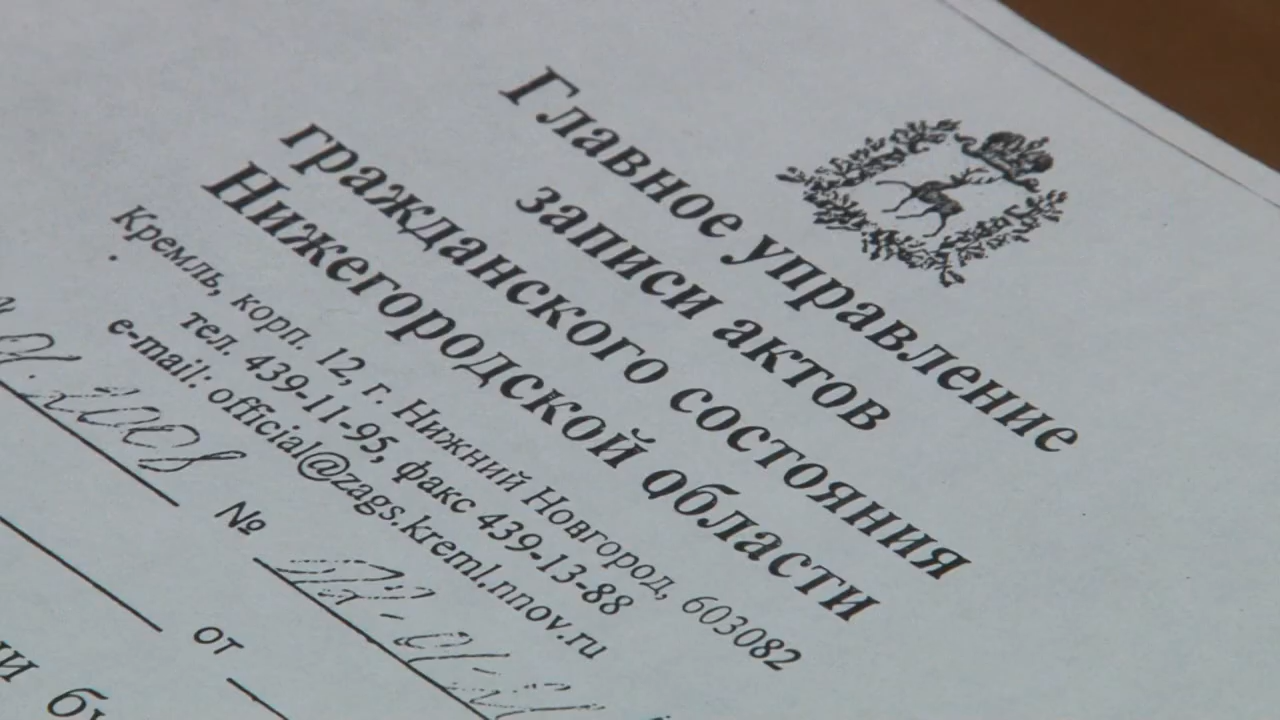 Главное управление
записи актов
гражданского состояния
Нижегородской области
Кремль, корп. 12, г. Нижний Новгород, 603082
тел. 439-11-95, факс 439-13-88
e-mail: official@zags.kreml.nnov.ru
2008 №
от